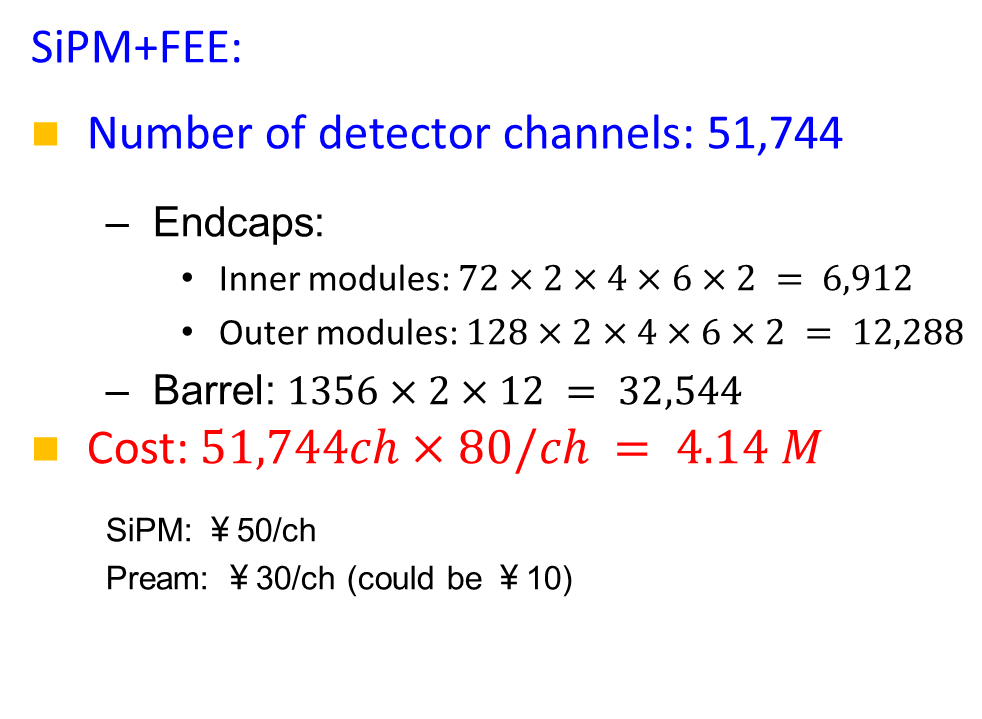 SiPM+FEE:
■ Number of detector channels: 51,744
– Endcaps:
• Inner modules: 72 × 2 × 4 × 6 × 2 = 6,912
• Outer modules: 128 × 2 × 4 × 6 × 2 = 12,288
– Barrel: 1356 × 2 × 12 = 32,544
■ Cost: 51,744ch × 80/ch = 4.14 M
SiPM: ￥50/ch
Pream: ￥30/ch (could be ￥10)